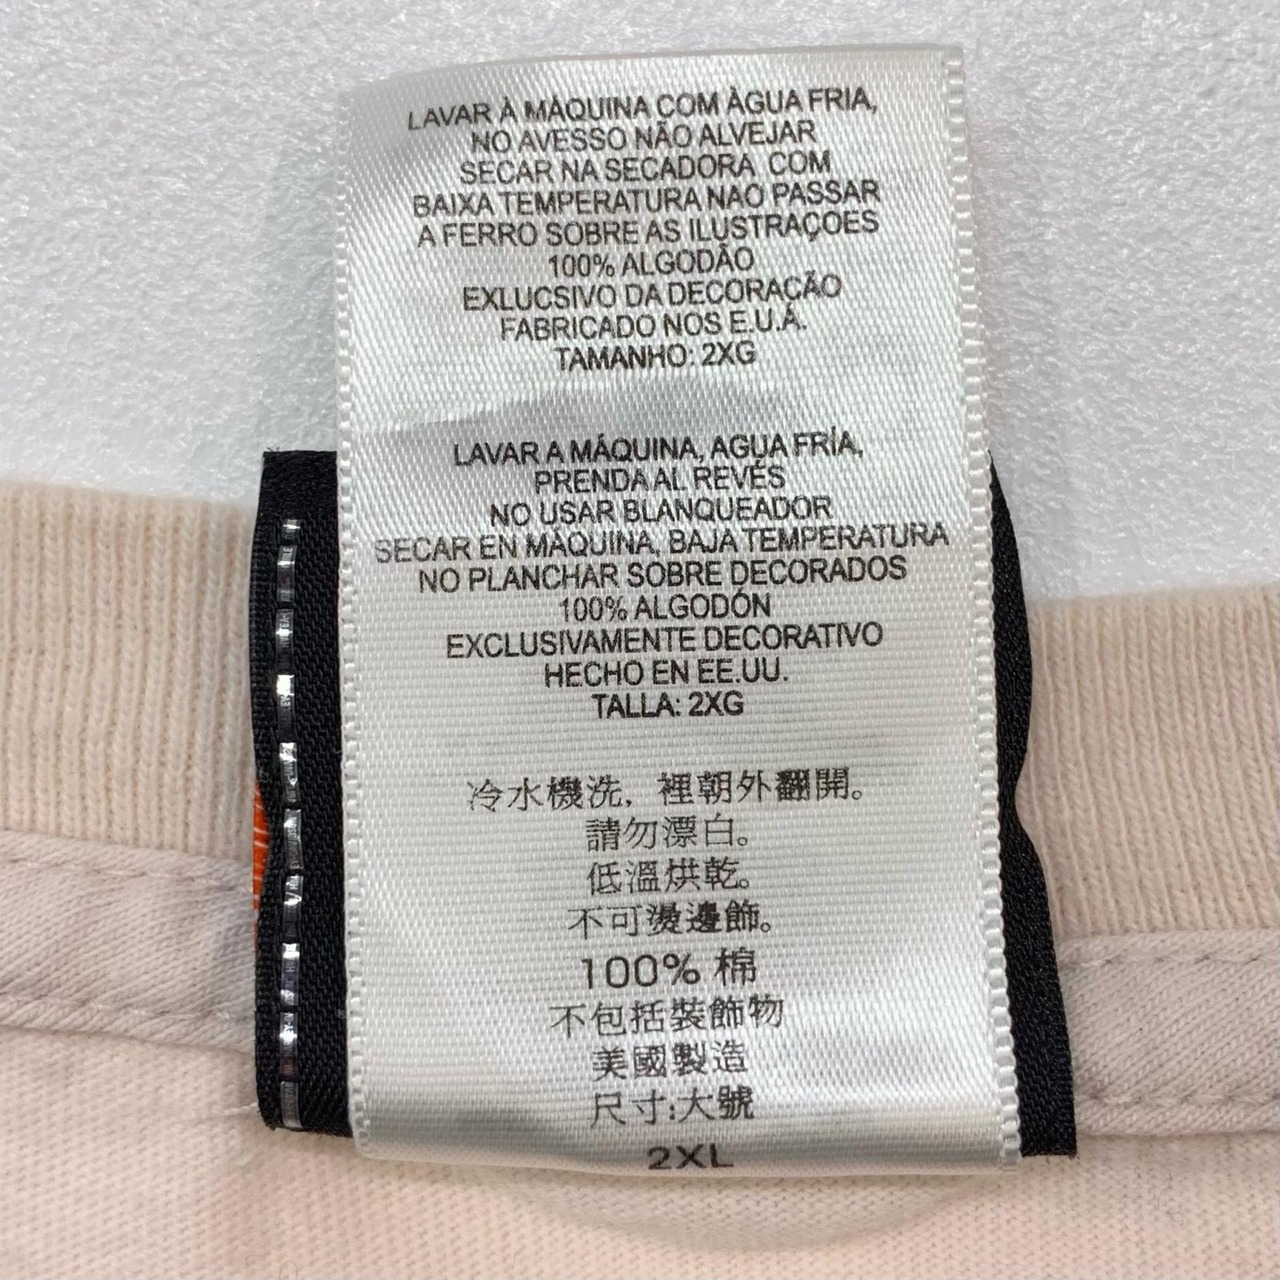 LAVAR À MÁQUINA COM ÀGUA FRIA,
NO AVESSO NÃO ALVEJAR
SECAR NA SECADORA COM
BAIXA TEMPERATURA NAO PASSAR
A FERRO SOBRE AS ILUSTRAÇOES
100% ALGODÃO
EXLUCSIVO DA DECORAÇÃO
FABRICADO NOS E.U.A.
TAMANHO: 2XG
LAVAR A MÁQUINA, AGUA FRÍA,
PRENDA AL REVÉS
NO USAR BLANQUEADOR
SECAR EN MÁQUINA, BAJA TEMPERATURA
NO PLANCHAR SOBRE DECORADOS
100% ALGODÓN
EXCLUSIVAMENTE DECORATIVO
HECHO EN EE.UU.
TALLA: 2XG
冷水機洗，裡朝外翻開。
請勿漂白。
低溫烘乾。
不可燙邊飾。
100% 棉
不包括裝飾物
美國製造
尺寸:大號
2XL